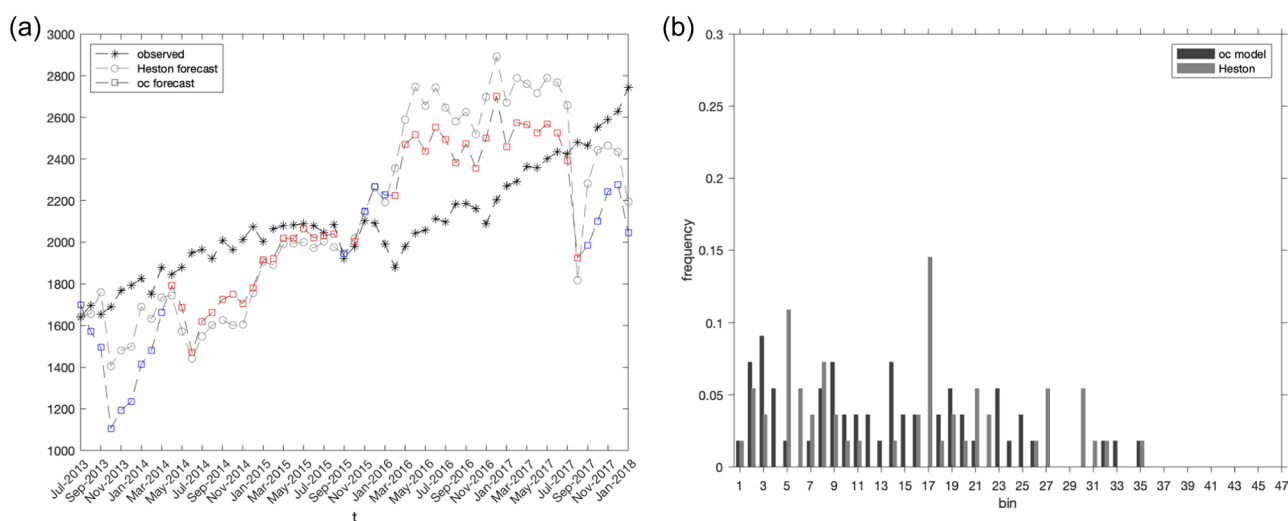 (a)
3000
2800
2600
2400
2200
2000
1800
1600
1400
1200
1000
observed
Heston forecast
oc forecast
Jul-2013
Sep-2013
Nov-2013
Jan-2014
Mar-2014
May-2014
Jul-2014
Sep-2014
Nov-2014
Jan-2015
Mar-2015
May-2015
Jul-2015
Sep-2015
Nov-2015
Jan-2016
Mar-2016
May-2016
Jul-2016
Sep-2016
Nov-2016
Jan-2017
Mar-2017
May-2017
Jul-2017
Sep-2017
Nov-2017
Jan-2018
t
(b)
0.3
0.25
0.2
0.15
0.1
0.05
0
frequency
oc model
Heston
1 3 5 7 9 11 13 15 17 19 21 23 25 27 29 31 33 35 37 39 41 43 45 47
bin